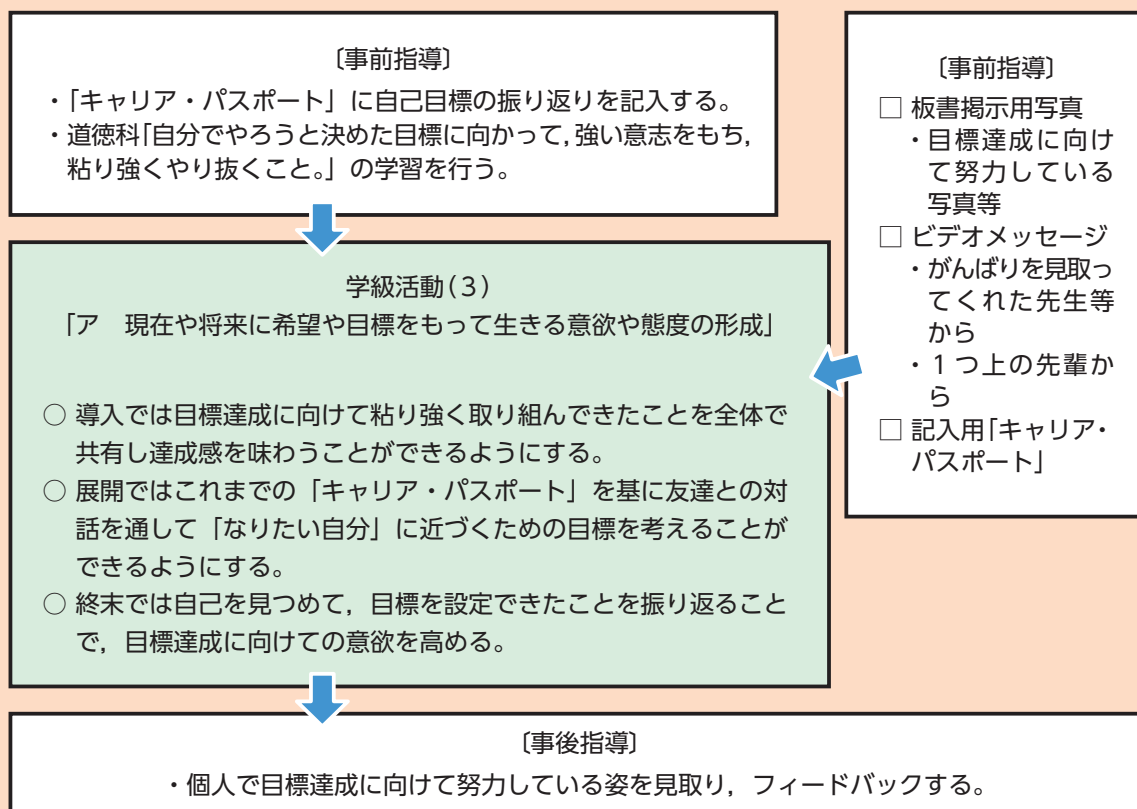 〔事前指導〕
・「キャリア・パスポート」に自己目標の振り返りを記入する。
・道徳科「自分でやろうと決めた目標に向かって,強い意志をもち,
粘り強くやり抜くこと。」の学習を行う。
〔事前指導〕
□ 板書掲示用写真
・目標達成に向け
て努力している
写真等
□ ビデオメッセージ
・がんばりを見取っ
てくれた先生等
から
・１つ上の先輩か
ら
□ 記入用「キャリア・
パスポート」
学級活動(３)
「ア　現在や将来に希望や目標をもって生きる意欲や態度の形成」
○ 導入では目標達成に向けて粘り強く取り組んできたことを全体で
共有し達成感を味わうことができるようにする。
○ 展開ではこれまでの「キャリア・パスポート」を基に友達との対
話を通して「なりたい自分」に近づくための目標を考えることが
できるようにする。
○ 終末では自己を見つめて，目標を設定できたことを振り返ること
で，目標達成に向けての意欲を高める。
〔事後指導〕
・個人で目標達成に向けて努力している姿を見取り，フィードバックする。